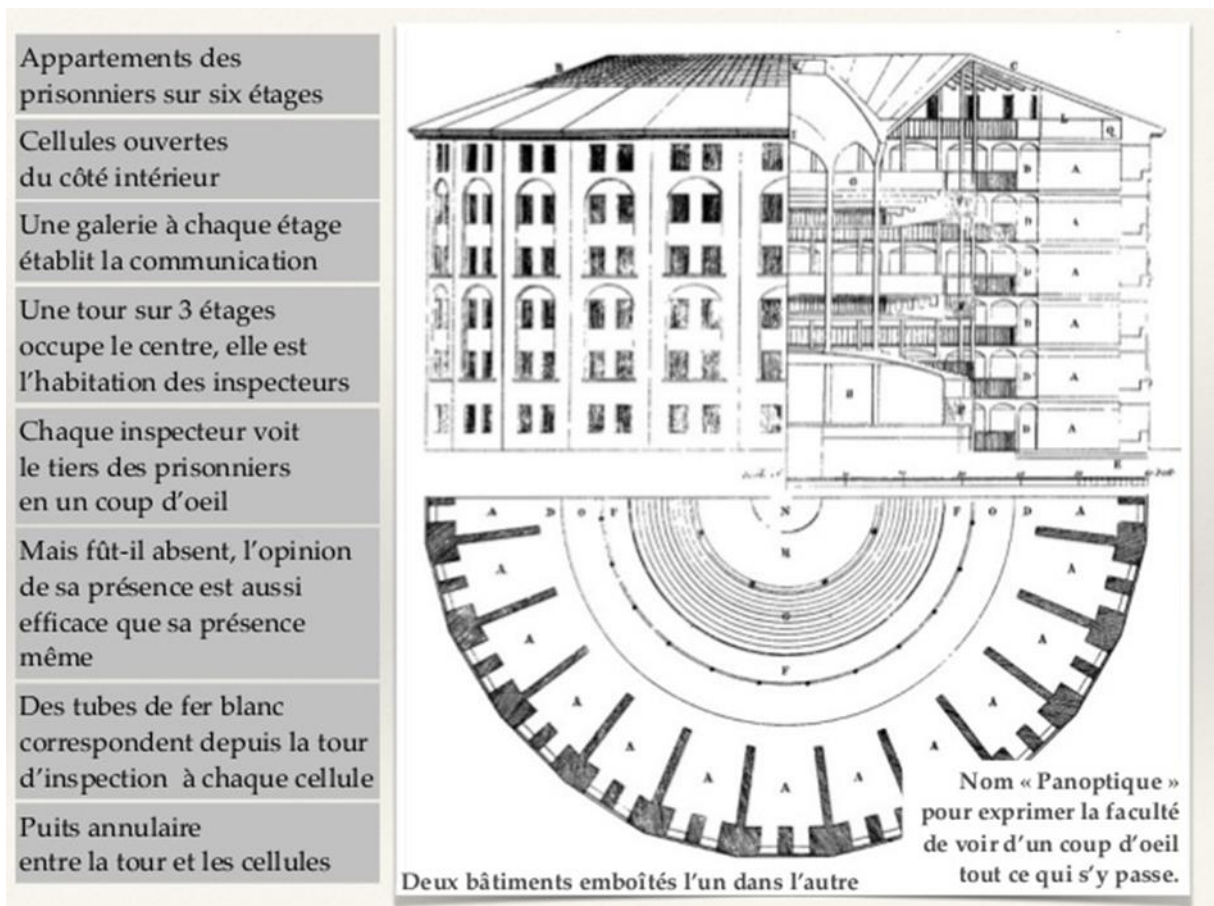 Appartements des
prisonniers sur six étages
Cellules ouvertes
du côté intérieur
Une galerie à chaque étage
établit la communication
Une tour sur 3 étages
occupe le centre, elle est
l'habitation des inspecteurs
Chaque inspecteur voit
le tiers des prisonniers
en un coup d'oeil
Mais fût-il absent, l'opinion
de sa présence est aussi
efficace que sa présence
même
Des tubes de fer blanc
correspondent depuis la tour
d'inspection à chaque cellule
Puits annulaire
entre la tour et les cellules
B C
L Q
D A
G
D A
D A
D A
D A
B
D A
E
A D O F N F O D A
M
A A
G
A A
F
A A
A A
A A A
Nom « Panoptique »
pour exprimer la faculté
de voir d'un coup d'oeil
tout ce qui s'y passe.
Deux bâtiments emboîtés l'un dans l'autre